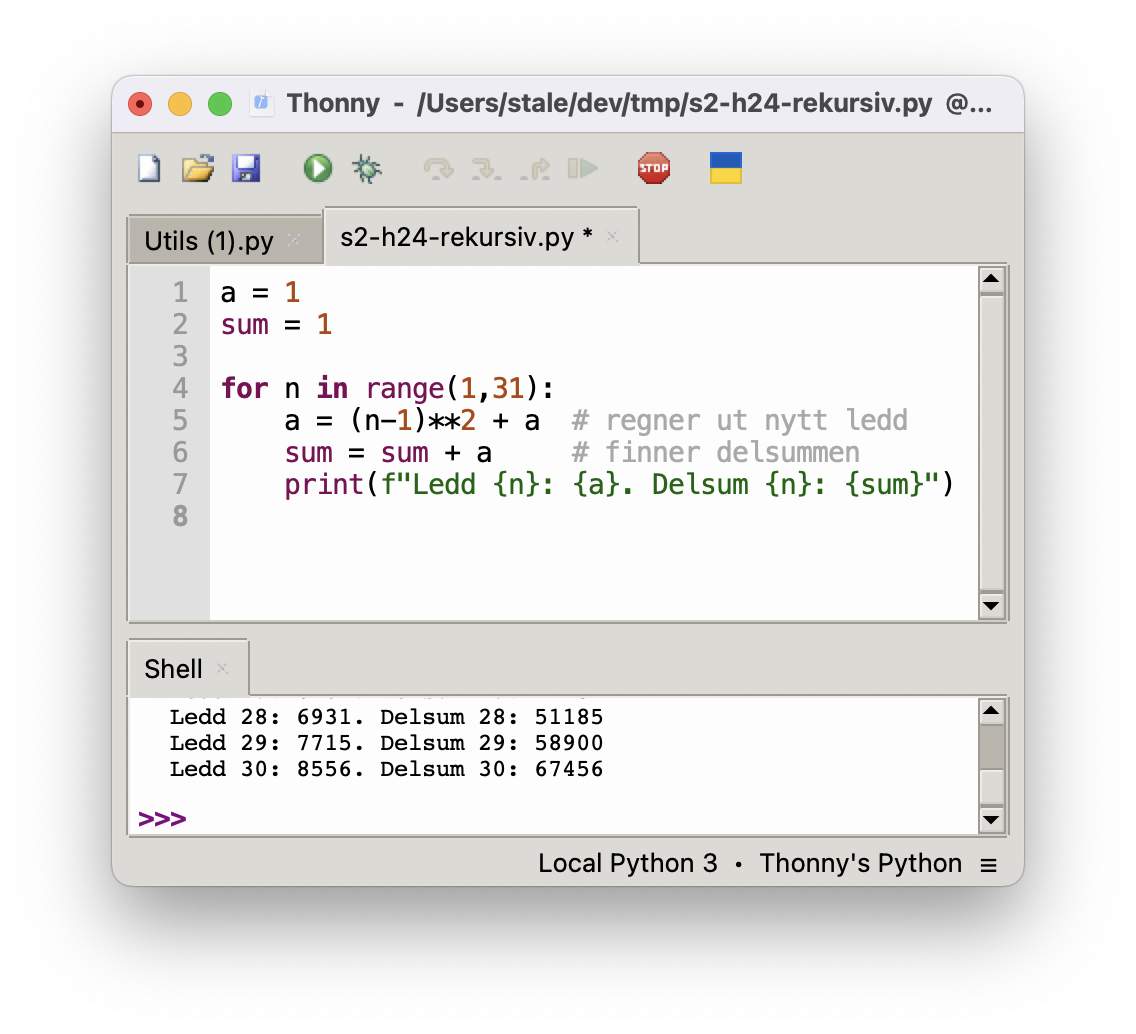 Thonny - /Users/stale/dev/tmp/s2-h24-rekursiv.py @...
STOP
Utils (1).py
s2-h24-rekursiv.py *
1 a = 1
2 sum = 1
3
4 for n in range(1,31):
5     a = (n-1)**2 + a  # regner ut nytt ledd
6     sum = sum + a     # finner delsummen
7     print(f"Ledd {n}: {a}. Delsum {n}: {sum}")
8
Shell
Ledd 28: 6931. Delsum 28: 51185
Ledd 29: 7715. Delsum 29: 58900
Ledd 30: 8556. Delsum 30: 67456
>>>
Local Python 3 • Thonny's Python ≡